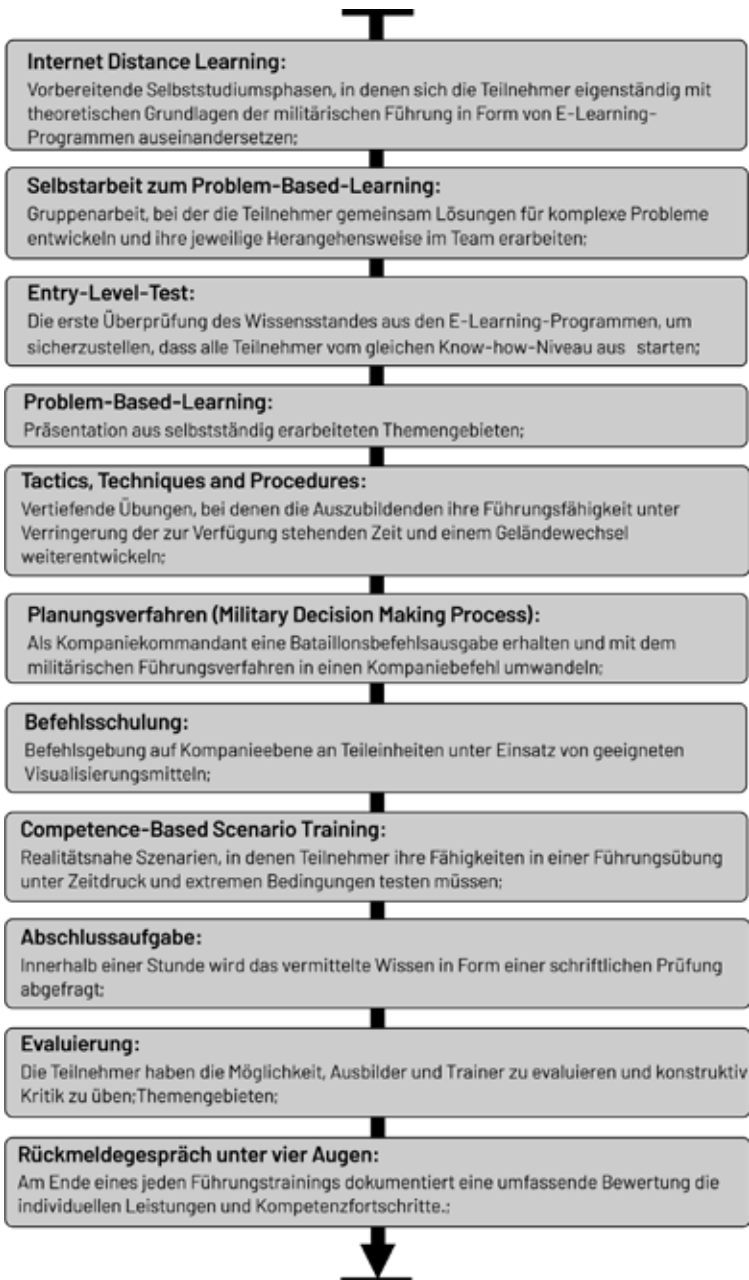 Internet Distance Learning:
Vorbereitende Selbststudiumsphasen, in denen sich die Teilnehmer eigenständig mit
theoretischen Grundlagen der militärischen Führung in Form von E-Learning-
Programmen auseinandersetzen;
Selbstarbeit zum Problem-Based-Learning:
Gruppenarbeit, bei der die Teilnehmer gemeinsam Lösungen für komplexe Probleme
entwickeln und ihre jeweilige Herangehensweise im Team erarbeiten;
Entry-Level-Test:
Die erste Überprüfung des Wissensstandes aus den E-Learning-Programmen, um
sicherzustellen, dass alle Teilnehmer vom gleichen Know-how-Niveau aus starten;
Problem-Based-Learning:
Präsentation aus selbstständig erarbeiteten Themengebieten;
Tactics, Techniques and Procedures:
Vertiefende Übungen, bei denen die Auszubildenden ihre Führungsfähigkeit unter
Verringerung der zur Verfügung stehenden Zeit und einem Geländewechsel
weiterentwickeln;
Planungsverfahren (Military Decision Making Process):
Als Kompaniekommandant eine Bataillonsbefehlsausgabe erhalten und mit dem
militärischen Führungsverfahren in einen Kompaniebefehl umwandeln;
Befehlsschulung:
Befehlsgebung auf Kompanieebene an Teileinheiten unter Einsatz von geeigneten
Visualisierungsmitteln;
Competence-Based Scenario Training:
Realitätsnahe Szenarien, in denen Teilnehmer ihre Fähigkeiten in einer Führungsübung
unter Zeitdruck und extremen Bedingungen testen müssen;
Abschlussaufgabe:
Innerhalb einer Stunde wird das vermittelte Wissen in Form einer schriftlichen Prüfung
abgefragt;
Evaluierung:
Die Teilnehmer haben die Möglichkeit, Ausbilder und Trainer zu evaluieren und konstruktiv
Kritik zu üben;Themengebieten;
Rückmeldegespräch unter vier Augen:
Am Ende eines jeden Führungstrainings dokumentiert eine umfassende Bewertung die
individuellen Leistungen und Kompetenzfortschritte.;